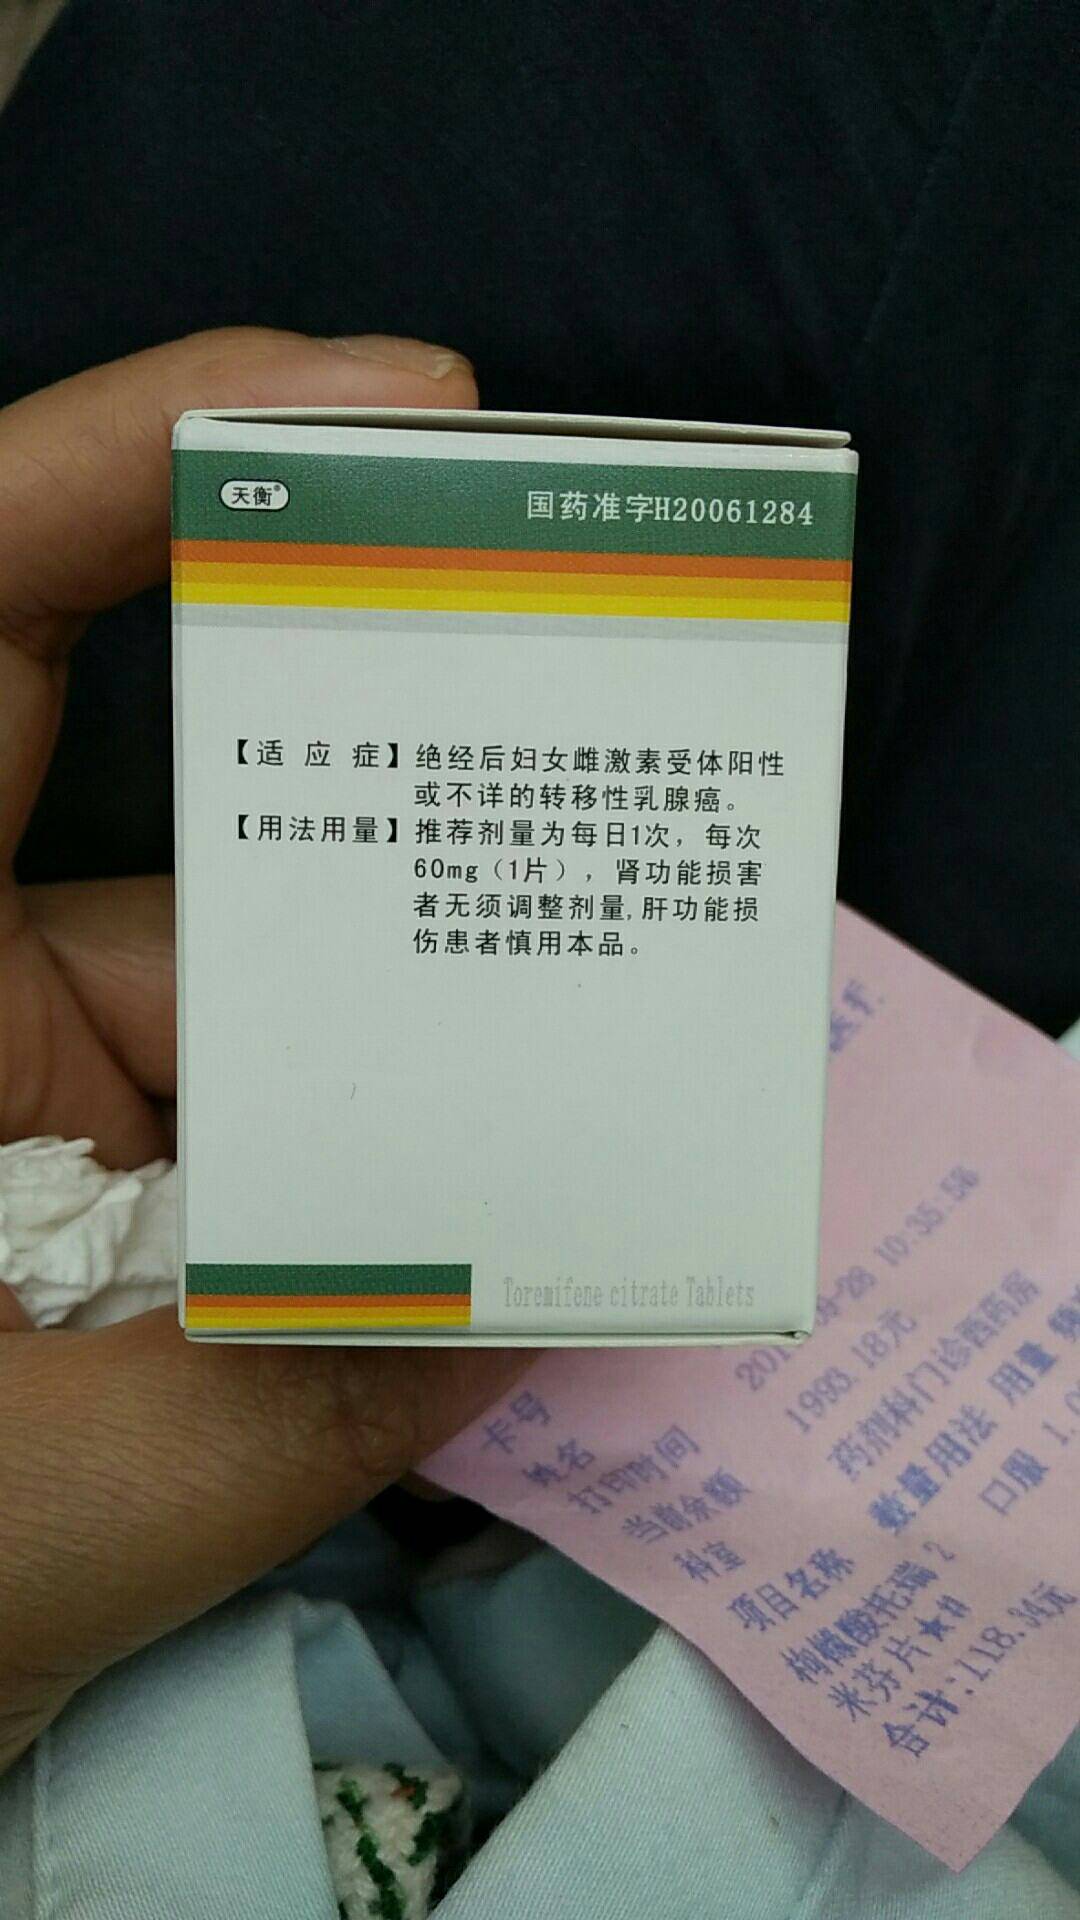 天衡®
国药准字H20061284
【适 应 症】绝经后妇女雌激素受体阳性
或不详的转移性乳腺癌。
【用法用量】推荐剂量为每日1次，每次
60mg（1片），肾功能损害
者无须调整剂量,肝功能损
伤患者慎用本品。
Toremifene citrate Tablets
卡号
姓名
打印时间 10:35:56
当前余额 1993.18元
科室 药剂科门诊西药房
项目名称 数量 用法 用量
枸橼酸托瑞 2 口服
米芬片★#
合计:118.34元